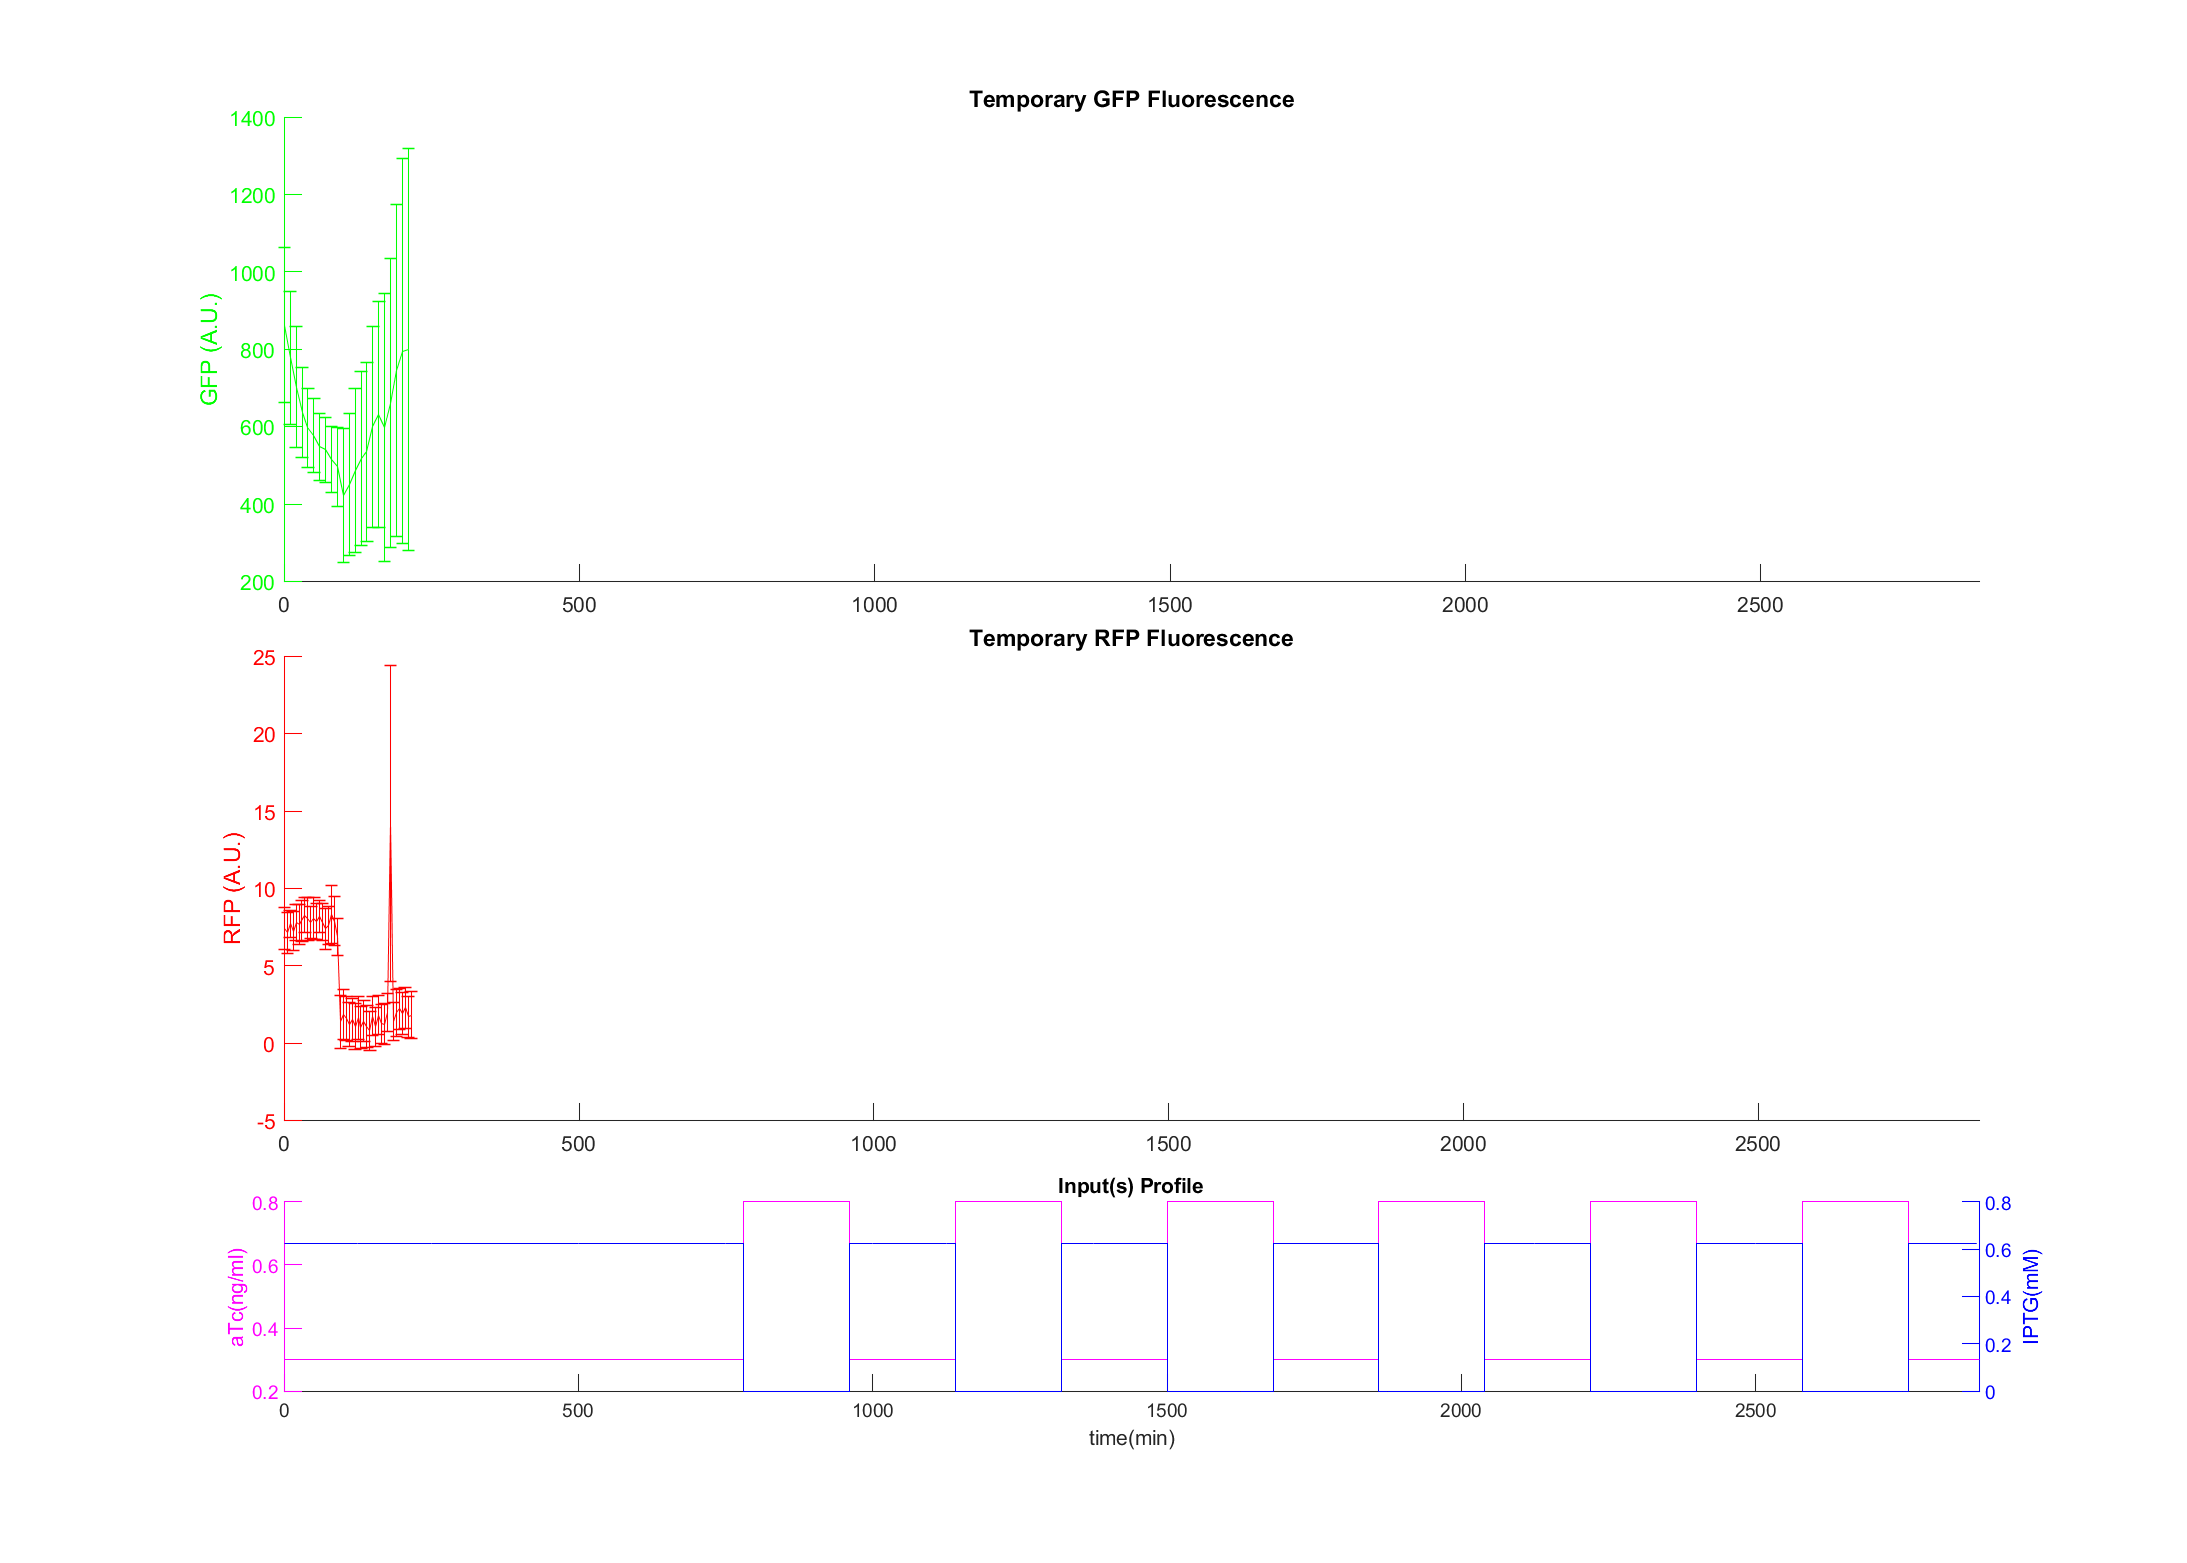 Temporary GFP Fluorescence
1400
1200
1000
800
600
400
200
GFP (A.U.)
0 500 1000 1500 2000 2500
Temporary RFP Fluorescence
25
20
15
10
5
0
-5
RFP (A.U.)
0 500 1000 1500 2000 2500
Input(s) Profile
0.8
0.6
0.4
0.2
aTc(ng/ml)
0.8
0.6
0.4
0.2
0
IPTG(mM)
0 500 1000 1500 2000 2500
time(min)